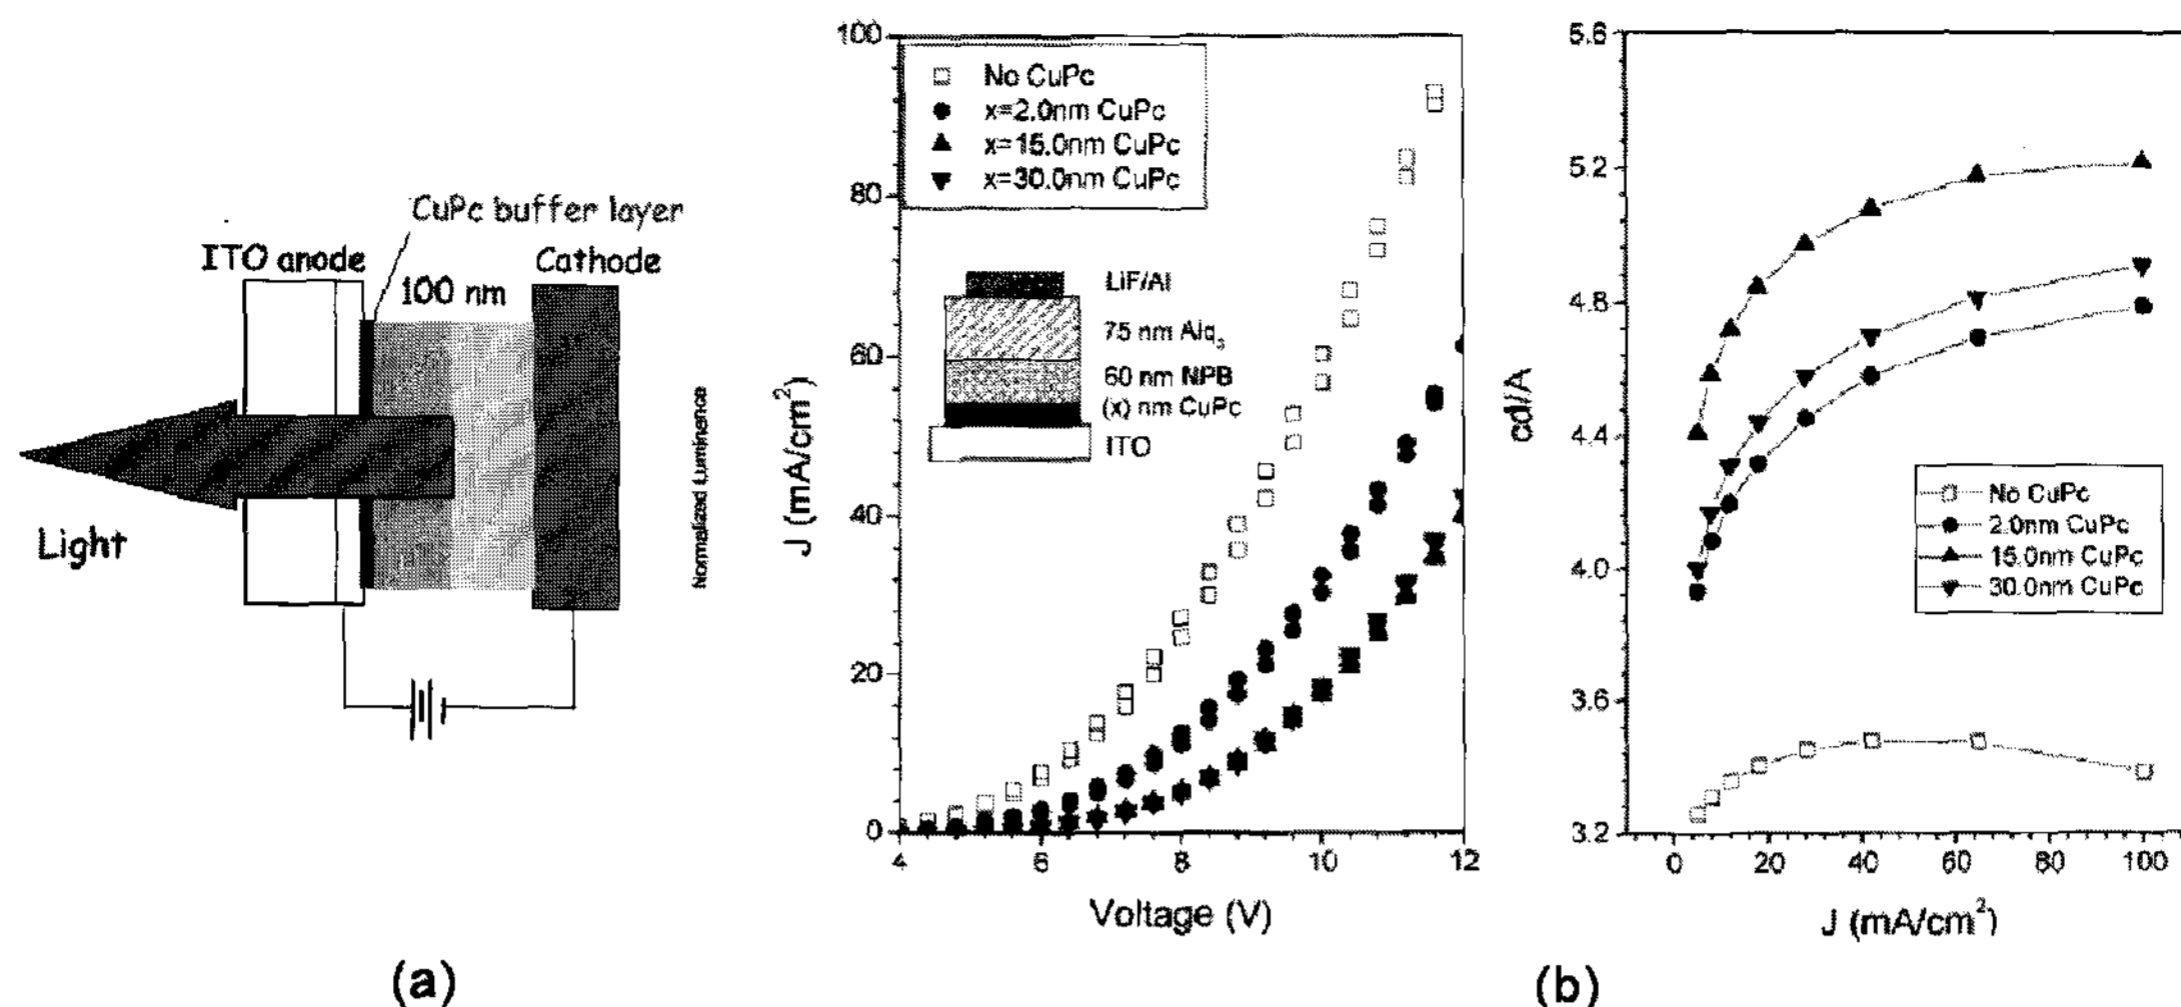 CuPc buffer layer
ITO anode
Cathode
100 nm
Light
Normalized Luminence
(a)
100
80
60
40
20
0
J (mA/cm²)
No CuPc
x=2.0nm CuPc
x=15.0nm CuPc
x=30.0nm CuPc
LiF/Al
75 nm Alq₃
60 nm NPB
(x) nm CuPc
ITO
4
6
8
10
12
Voltage (V)
5.6
5.2
4.8
4.4
4.0
3.6
3.2
cd/A
No CuPc
2.0nm CuPc
15.0nm CuPc
30.0nm CuPc
0
20
40
60
80
100
J (mA/cm²)
(b)